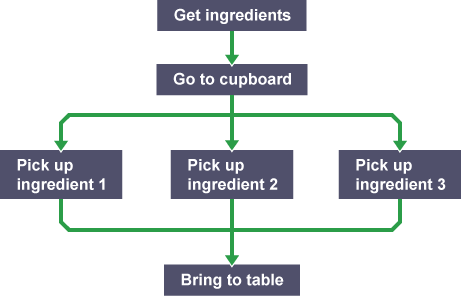 Get ingredients
Go to cupboard
Pick up
ingredient 1
Pick up
ingredient 2
Pick up
ingredient 3
Bring to table